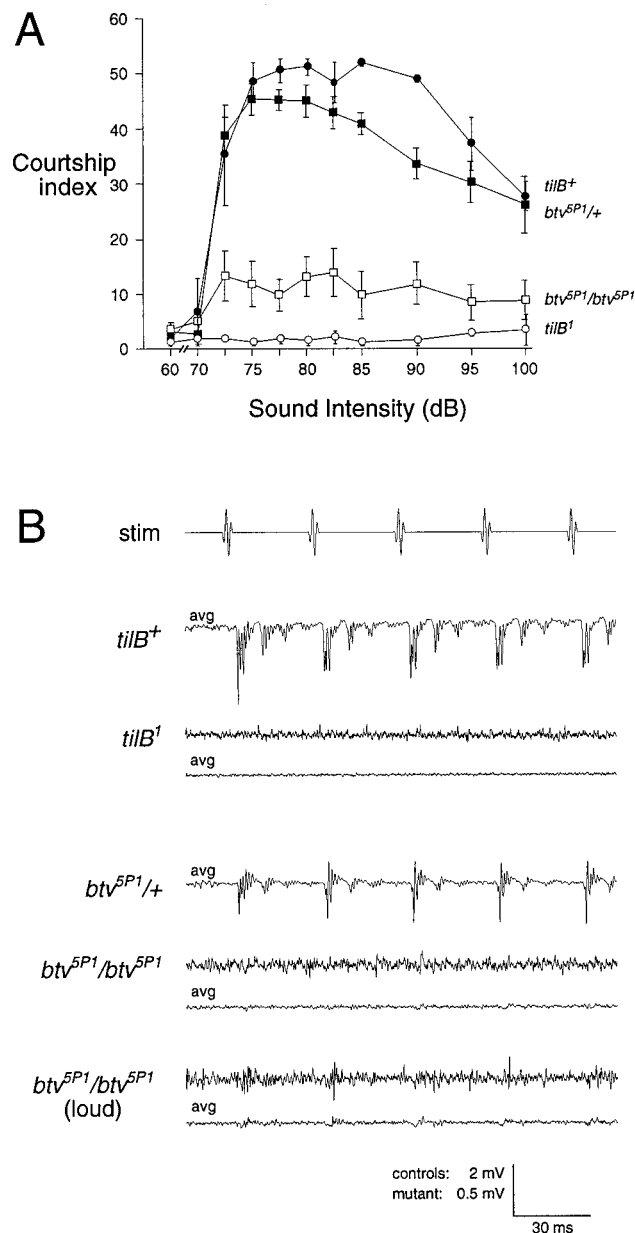 A
60
50
40
30
20
10
0
Courtship
index
tilB+
btv5P1/+
btv5P1/btv5P1
tilB1
60 70 75 80 85 90 95 100
Sound Intensity (dB)
B
stim
avg
tilB+
tilB1
avg
avg
btv5P1/+
btv5P1/btv5P1
avg
btv5P1/btv5P1
(loud)
avg
controls: 2 mV
mutant: 0.5 mV
30 ms